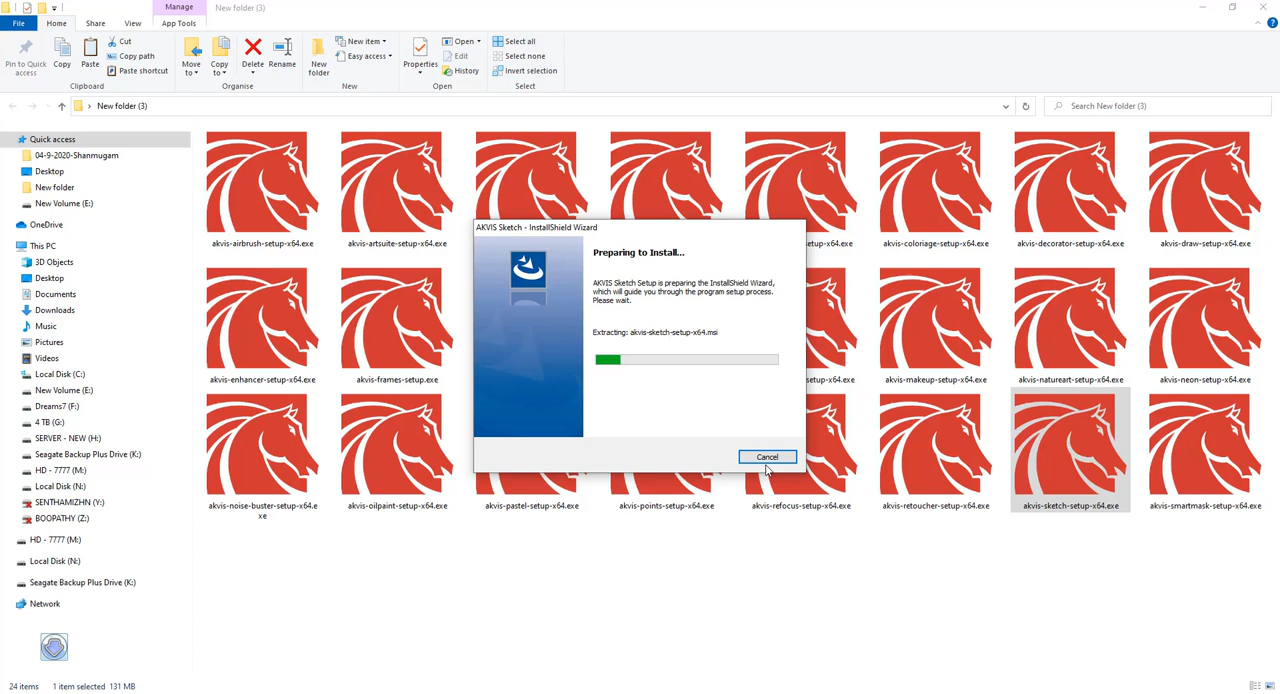 Manage
New folder (3)
File
Home
Share
View
App Tools
Pin to Quick access
Copy
Paste
Cut
Copy path
Paste shortcut
Clipboard
Move to
Copy to
Delete
Rename
Organise
New folder
New item
Easy access
New
Properties
Open
Edit
History
Open
Select all
Select none
Invert selection
Select
New folder (3)
Search New folder (3)
Quick access
04-9-2020-Shanmugam
Desktop
New folder
New Volume (E:)
OneDrive
This PC
3D Objects
Desktop
Documents
Downloads
Music
Pictures
Videos
Local Disk (C:)
New Volume (E:)
Dreams7 (F:)
4 TB (G:)
SERVER - NEW (H:)
Seagate Backup Plus Drive (K:)
HD - 7777 (M:)
Local Disk (N:)
SENTHAMIZHN (Y:)
BOOPATHY (Z:)
HD - 7777 (M:)
Local Disk (N:)
Seagate Backup Plus Drive (K:)
Network
akvis-airbrush-setup-x64.exe
akvis-artsuite-setup-x64.exe
setup-x64.exe
akvis-coloriage-setup-x64.exe
akvis-decorator-setup-x64.exe
akvis-draw-setup-x64.exe
akvis-enhancer-setup-x64.exe
akvis-frames-setup.exe
setup-x64.exe
akvis-makeup-setup-x64.exe
akvis-natureart-setup-x64.exe
akvis-neon-setup-x64.exe
akvis-noise-buster-setup-x64.e
xe
akvis-oilpaint-setup-x64.exe
akvis-pastel-setup-x64.exe
akvis-points-setup-x64.exe
akvis-refocus-setup-x64.exe
akvis-retoucher-setup-x64.exe
akvis-sketch-setup-x64.exe
akvis-smartmask-setup-x64.exe
AKVIS Sketch - InstallShield Wizard
Preparing to Install...
AKVIS Sketch Setup is preparing the InstallShield Wizard,
which will guide you through the program setup process.
Please wait.
Extracting: akvis-sketch-setup-x64.msi
Cancel
24 items
1 item selected 131 MB